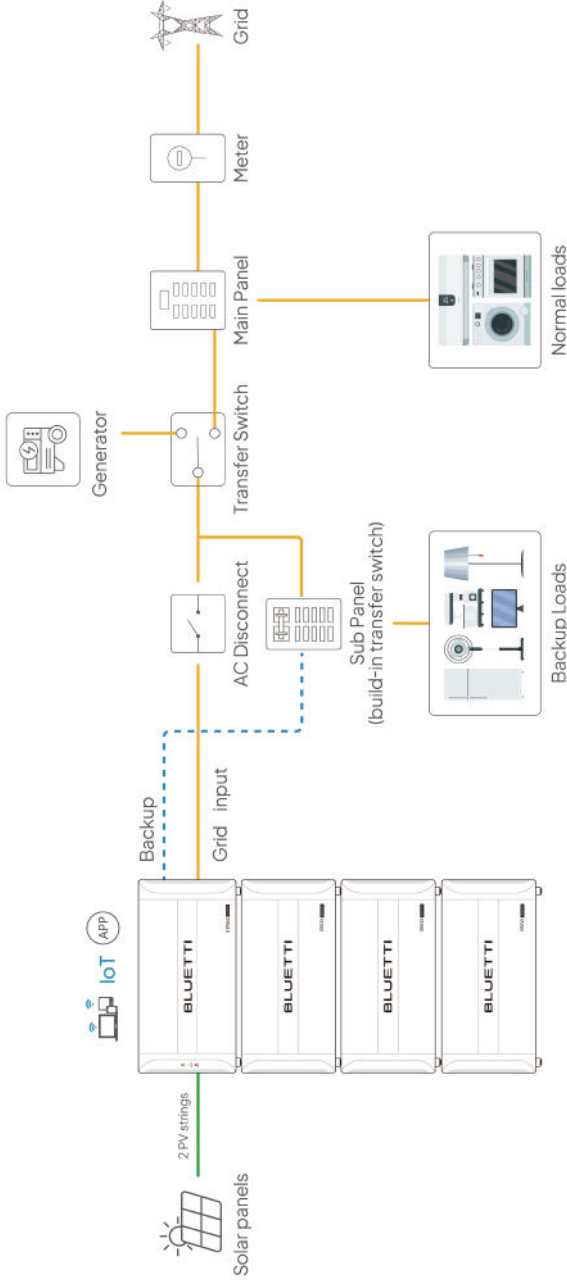 Grid
Meter
Main Panel
Normal loads
Generator
Transfer Switch
AC Disconnect
Sub Panel
(build-in transfer switch)
Backup Loads
Backup
Grid input
IoT
APP
BLUETTI
BLUETTI
BLUETTI
BLUETTI
2 PV strings
Solar panels